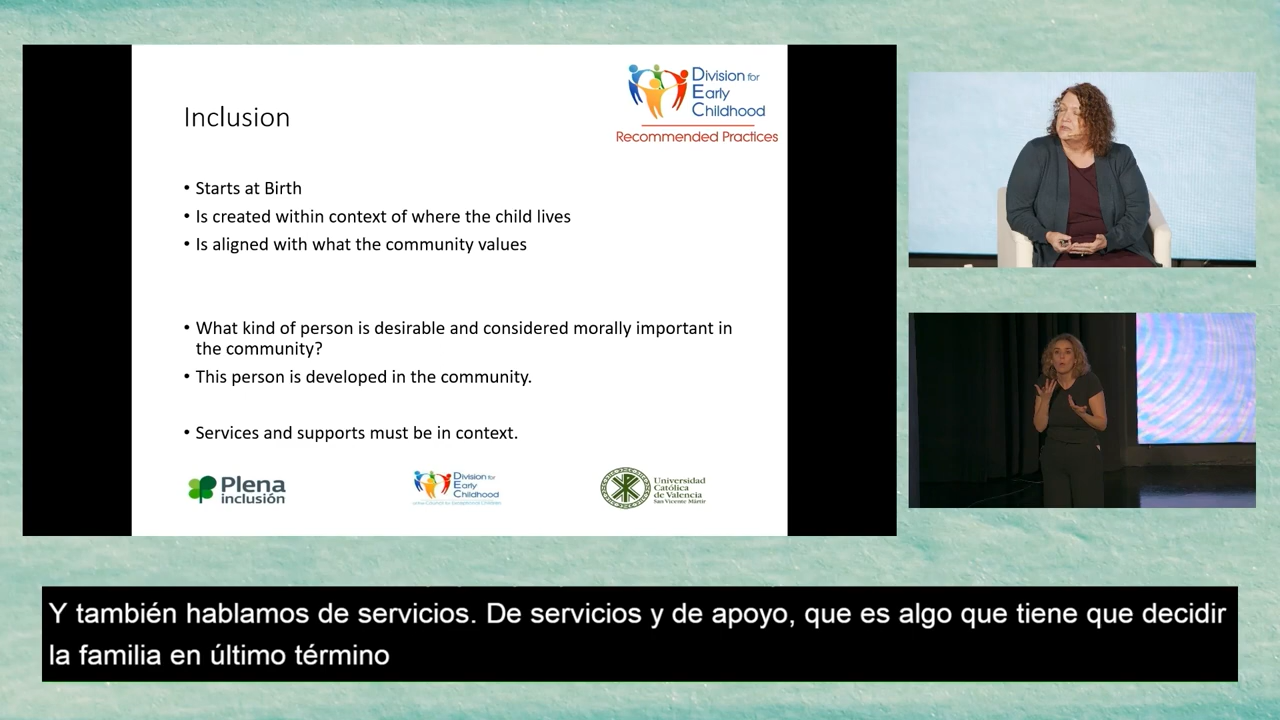 Division for
Early
Childhood
Recommended Practices
Inclusion
• Starts at Birth
• Is created within context of where the child lives
• Is aligned with what the community values
• What kind of person is desirable and considered morally important in
the community?
• This person is developed in the community.
• Services and supports must be in context.
Plena
inclusión
Division for
Early
Childhood
Universidad
Católica
de Valencia
San Vicente Mártir
Y también hablamos de servicios. De servicios y de apoyo, que es algo que tiene que decidir
la familia en último término